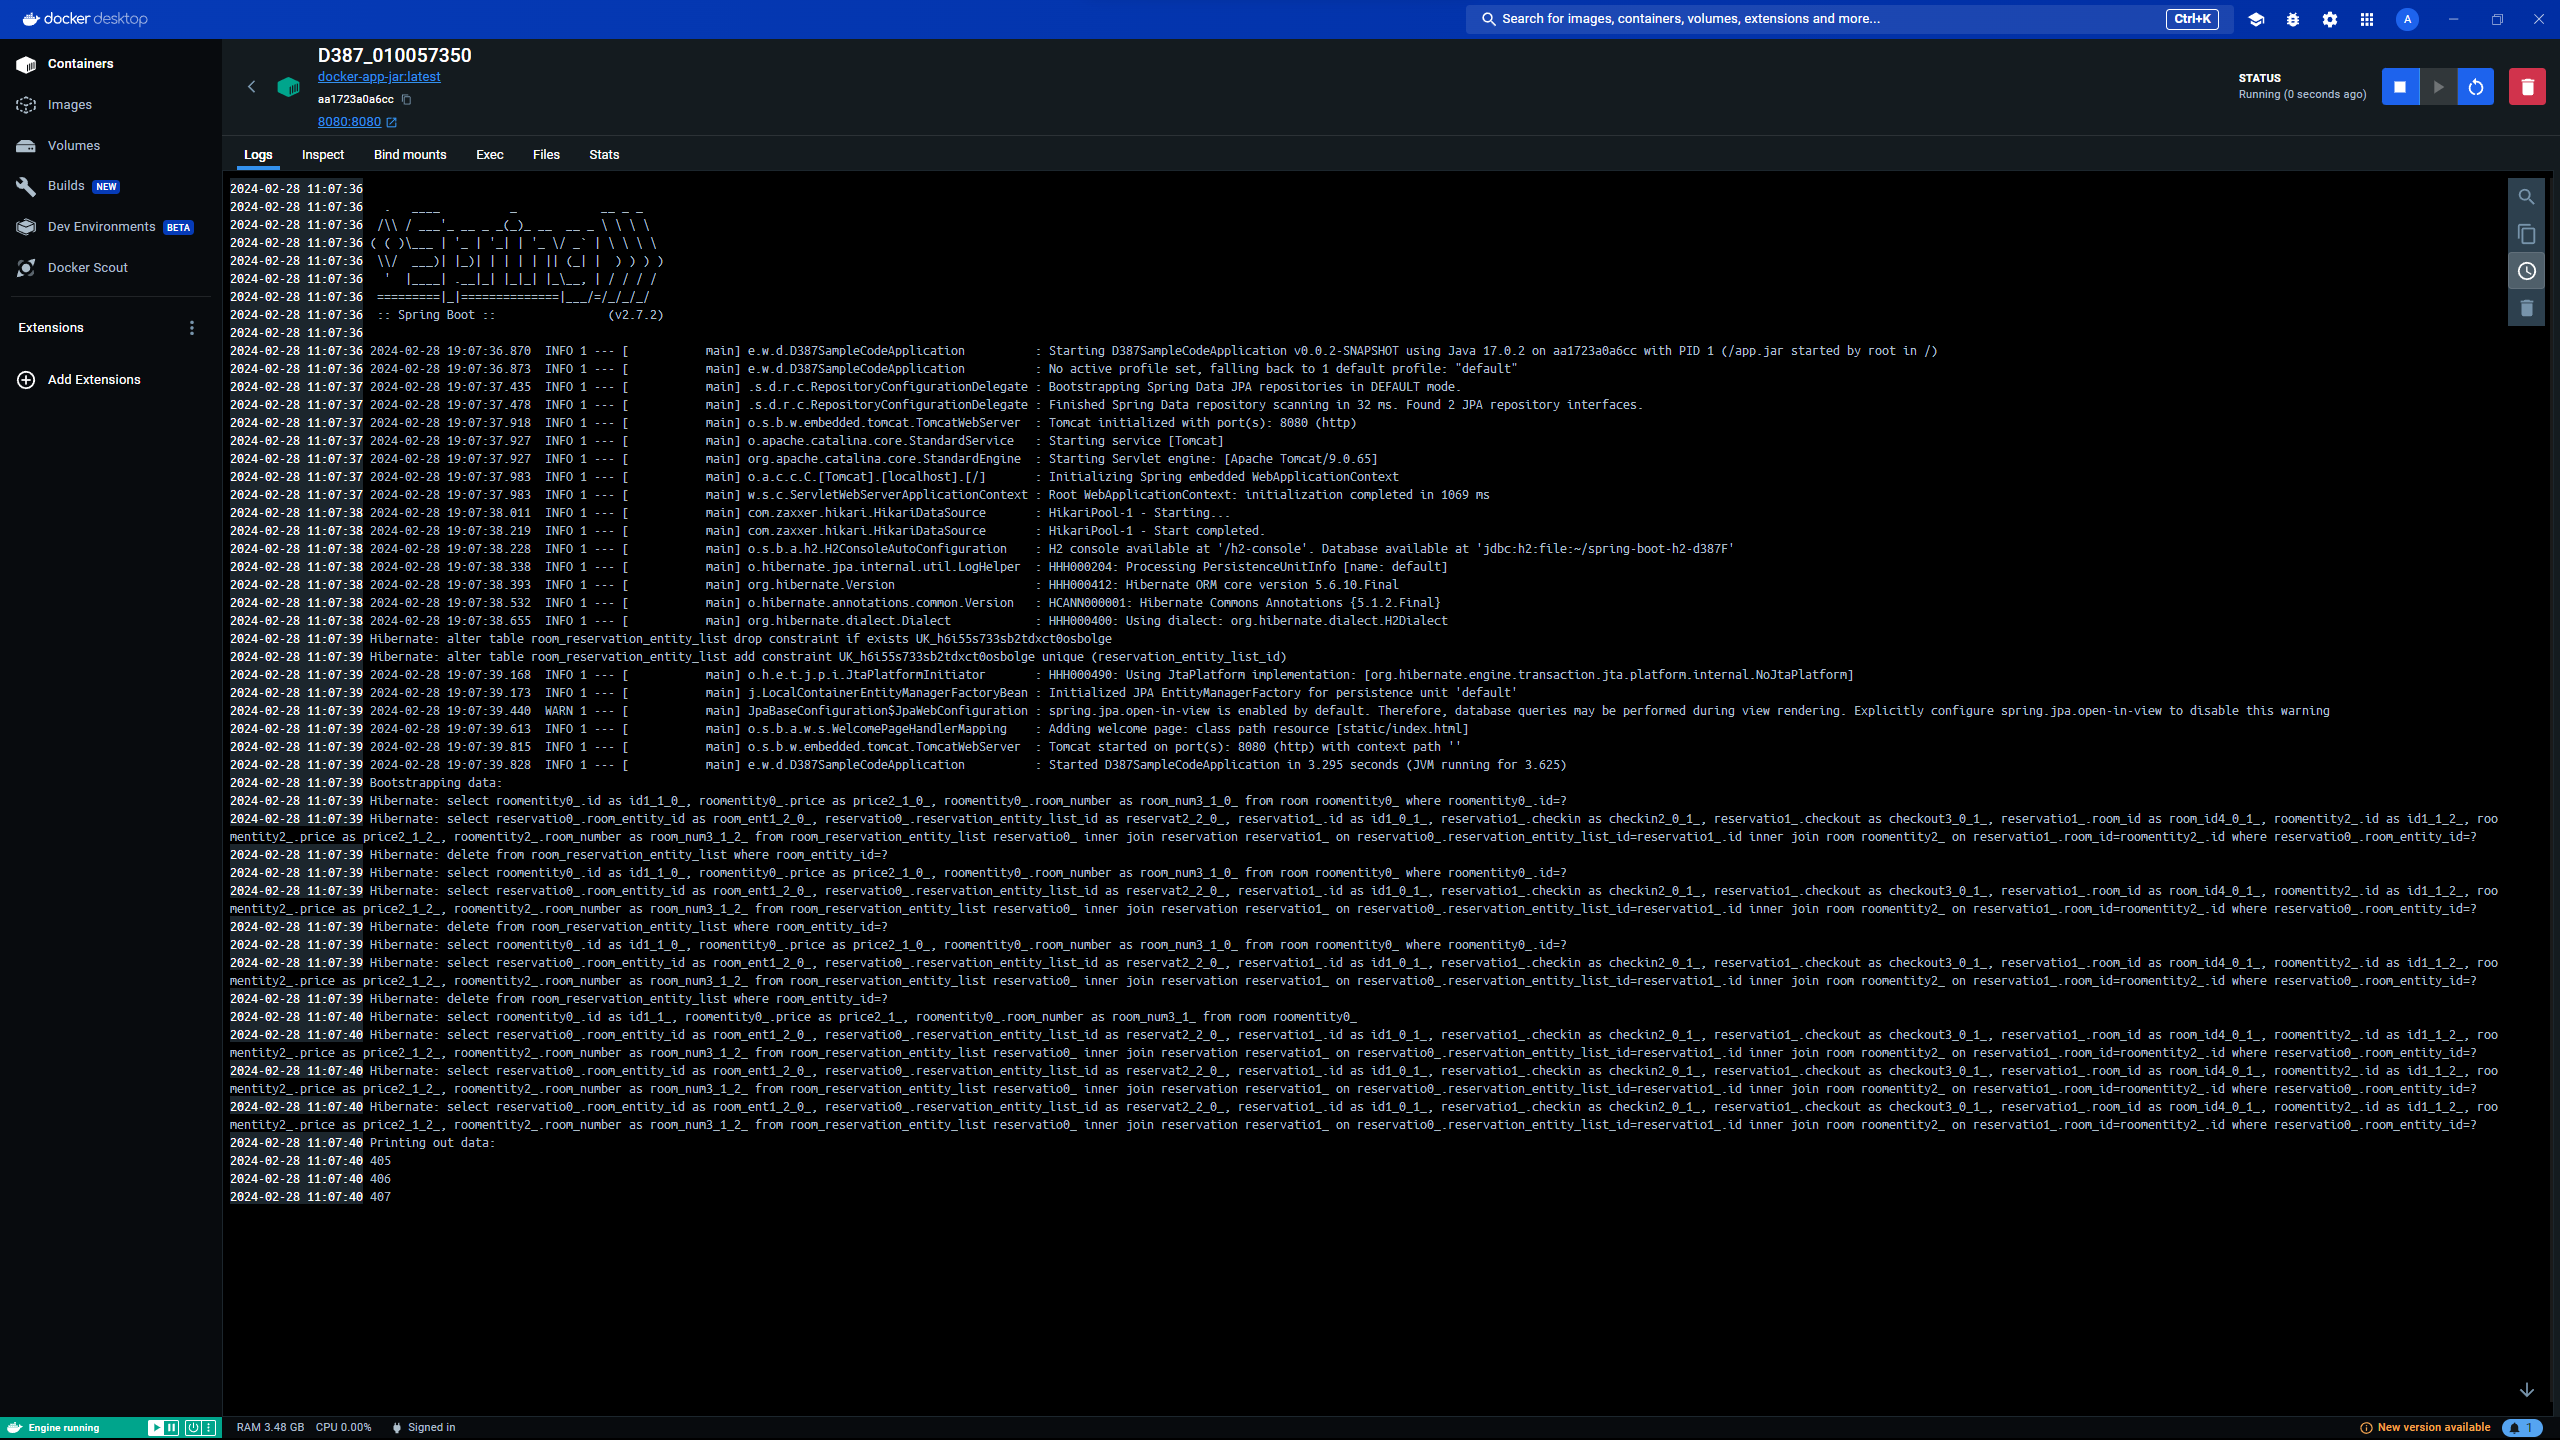 docker desktop
Search for images, containers, volumes, extensions and more...
Ctrl+K
A
Containers
Images
Volumes
Builds NEW
Dev Environments BETA
Docker Scout
Extensions
Add Extensions
D387_010057350
docker-app-jar:latest
aa1723a0a6cc
8080:8080
STATUS
Running (0 seconds ago)
Logs Inspect Bind mounts Exec Files Stats
2024-02-28 11:07:36
2024-02-28 11:07:36   .   ____          _            __ _ _
2024-02-28 11:07:36  /\\ / ___'_ __ _ _(_)_ __  __ _ \ \ \ \
2024-02-28 11:07:36 ( ( )\___ | '_ | '_| | '_ \/ _` | \ \ \ \
2024-02-28 11:07:36  \\/  ___)| |_)| | | | | || (_| |  ) ) ) )
2024-02-28 11:07:36   '  |____| .__|_| |_|_| |_\__, | / / / /
2024-02-28 11:07:36  =========|_|==============|___/=/_/_/_/
2024-02-28 11:07:36  :: Spring Boot ::                (v2.7.2)
2024-02-28 11:07:36
2024-02-28 11:07:36 2024-02-28 19:07:36.870  INFO 1 --- [           main] e.w.d.D387SampleCodeApplication          : Starting D387SampleCodeApplication v0.0.2-SNAPSHOT using Java 17.0.2 on aa1723a0a6cc with PID 1 (/app.jar started by root in /)
2024-02-28 11:07:36 2024-02-28 19:07:36.873  INFO 1 --- [           main] e.w.d.D387SampleCodeApplication          : No active profile set, falling back to 1 default profile: "default"
2024-02-28 11:07:37 2024-02-28 19:07:37.435  INFO 1 --- [           main] .s.d.r.c.RepositoryConfigurationDelegate : Bootstrapping Spring Data JPA repositories in DEFAULT mode.
2024-02-28 11:07:37 2024-02-28 19:07:37.478  INFO 1 --- [           main] .s.d.r.c.RepositoryConfigurationDelegate : Finished Spring Data repository scanning in 32 ms. Found 2 JPA repository interfaces.
2024-02-28 11:07:37 2024-02-28 19:07:37.918  INFO 1 --- [           main] o.s.b.w.embedded.tomcat.TomcatWebServer  : Tomcat initialized with port(s): 8080 (http)
2024-02-28 11:07:37 2024-02-28 19:07:37.927  INFO 1 --- [           main] o.apache.catalina.core.StandardService   : Starting service [Tomcat]
2024-02-28 11:07:37 2024-02-28 19:07:37.927  INFO 1 --- [           main] org.apache.catalina.core.StandardEngine  : Starting Servlet engine: [Apache Tomcat/9.0.65]
2024-02-28 11:07:37 2024-02-28 19:07:37.983  INFO 1 --- [           main] o.a.c.c.C.[Tomcat].[localhost].[/]       : Initializing Spring embedded WebApplicationContext
2024-02-28 11:07:37 2024-02-28 19:07:37.983  INFO 1 --- [           main] w.s.c.ServletWebServerApplicationContext : Root WebApplicationContext: initialization completed in 1069 ms
2024-02-28 11:07:38 2024-02-28 19:07:38.011  INFO 1 --- [           main] com.zaxxer.hikari.HikariDataSource       : HikariPool-1 - Starting...
2024-02-28 11:07:38 2024-02-28 19:07:38.219  INFO 1 --- [           main] com.zaxxer.hikari.HikariDataSource       : HikariPool-1 - Start completed.
2024-02-28 11:07:38 2024-02-28 19:07:38.228  INFO 1 --- [           main] o.s.b.a.h2.H2ConsoleAutoConfiguration    : H2 console available at '/h2-console'. Database available at 'jdbc:h2:file:~/spring-boot-h2-d387F'
2024-02-28 11:07:38 2024-02-28 19:07:38.338  INFO 1 --- [           main] o.hibernate.jpa.internal.util.LogHelper  : HHH000204: Processing PersistenceUnitInfo [name: default]
2024-02-28 11:07:38 2024-02-28 19:07:38.393  INFO 1 --- [           main] org.hibernate.Version                    : HHH000412: Hibernate ORM core version 5.6.10.Final
2024-02-28 11:07:38 2024-02-28 19:07:38.532  INFO 1 --- [           main] o.hibernate.annotations.common.Version   : HCANN000001: Hibernate Commons Annotations {5.1.2.Final}
2024-02-28 11:07:38 2024-02-28 19:07:38.655  INFO 1 --- [           main] org.hibernate.dialect.Dialect            : HHH000400: Using dialect: org.hibernate.dialect.H2Dialect
2024-02-28 11:07:39 Hibernate: alter table room_reservation_entity_list drop constraint if exists UK_h6i55s733sb2tdxct0osbolge
2024-02-28 11:07:39 Hibernate: alter table room_reservation_entity_list add constraint UK_h6i55s733sb2tdxct0osbolge unique (reservation_entity_list_id)
2024-02-28 11:07:39 2024-02-28 19:07:39.168  INFO 1 --- [           main] o.h.e.t.j.p.i.JtaPlatformInitiator       : HHH000490: Using JtaPlatform implementation: [org.hibernate.engine.transaction.jta.platform.internal.NoJtaPlatform]
2024-02-28 11:07:39 2024-02-28 19:07:39.173  INFO 1 --- [           main] j.LocalContainerEntityManagerFactoryBean : Initialized JPA EntityManagerFactory for persistence unit 'default'
2024-02-28 11:07:39 2024-02-28 19:07:39.440  WARN 1 --- [           main] JpaBaseConfiguration$JpaWebConfiguration : spring.jpa.open-in-view is enabled by default. Therefore, database queries may be performed during view rendering. Explicitly configure spring.jpa.open-in-view to disable this warning
2024-02-28 11:07:39 2024-02-28 19:07:39.613  INFO 1 --- [           main] o.s.b.a.w.s.WelcomePageHandlerMapping    : Adding welcome page: class path resource [static/index.html]
2024-02-28 11:07:39 2024-02-28 19:07:39.815  INFO 1 --- [           main] o.s.b.w.embedded.tomcat.TomcatWebServer  : Tomcat started on port(s): 8080 (http) with context path ''
2024-02-28 11:07:39 2024-02-28 19:07:39.828  INFO 1 --- [           main] e.w.d.D387SampleCodeApplication          : Started D387SampleCodeApplication in 3.295 seconds (JVM running for 3.625)
2024-02-28 11:07:39 Bootstrapping data:
2024-02-28 11:07:39 Hibernate: select roomentity0_.id as id1_1_0_, roomentity0_.price as price2_1_0_, roomentity0_.room_number as room_num3_1_0_ from room roomentity0_ where roomentity0_.id=?
2024-02-28 11:07:39 Hibernate: select reservatio0_.room_entity_id as room_ent1_2_0_, reservatio0_.reservation_entity_list_id as reservat2_2_0_, reservatio1_.id as id1_0_1_, reservatio1_.checkin as checkin2_0_1_, reservatio1_.checkout as checkout3_0_1_, reservatio1_.room_id as room_id4_0_1_, roomentity2_.id as id1_1_2_, roo
mentity2_.price as price2_1_2_, roomentity2_.room_number as room_num3_1_2_ from room_reservation_entity_list reservatio0_ inner join reservation reservatio1_ on reservatio0_.reservation_entity_list_id=reservatio1_.id inner join room roomentity2_ on reservatio1_.room_id=roomentity2_.id where reservatio0_.room_entity_id=?
2024-02-28 11:07:39 Hibernate: delete from room_reservation_entity_list where room_entity_id=?
2024-02-28 11:07:39 Hibernate: select roomentity0_.id as id1_1_0_, roomentity0_.price as price2_1_0_, roomentity0_.room_number as room_num3_1_0_ from room roomentity0_ where roomentity0_.id=?
2024-02-28 11:07:39 Hibernate: select reservatio0_.room_entity_id as room_ent1_2_0_, reservatio0_.reservation_entity_list_id as reservat2_2_0_, reservatio1_.id as id1_0_1_, reservatio1_.checkin as checkin2_0_1_, reservatio1_.checkout as checkout3_0_1_, reservatio1_.room_id as room_id4_0_1_, roomentity2_.id as id1_1_2_, roo
mentity2_.price as price2_1_2_, roomentity2_.room_number as room_num3_1_2_ from room_reservation_entity_list reservatio0_ inner join reservation reservatio1_ on reservatio0_.reservation_entity_list_id=reservatio1_.id inner join room roomentity2_ on reservatio1_.room_id=roomentity2_.id where reservatio0_.room_entity_id=?
2024-02-28 11:07:39 Hibernate: delete from room_reservation_entity_list where room_entity_id=?
2024-02-28 11:07:39 Hibernate: select roomentity0_.id as id1_1_0_, roomentity0_.price as price2_1_0_, roomentity0_.room_number as room_num3_1_0_ from room roomentity0_ where roomentity0_.id=?
2024-02-28 11:07:39 Hibernate: select reservatio0_.room_entity_id as room_ent1_2_0_, reservatio0_.reservation_entity_list_id as reservat2_2_0_, reservatio1_.id as id1_0_1_, reservatio1_.checkin as checkin2_0_1_, reservatio1_.checkout as checkout3_0_1_, reservatio1_.room_id as room_id4_0_1_, roomentity2_.id as id1_1_2_, roo
mentity2_.price as price2_1_2_, roomentity2_.room_number as room_num3_1_2_ from room_reservation_entity_list reservatio0_ inner join reservation reservatio1_ on reservatio0_.reservation_entity_list_id=reservatio1_.id inner join room roomentity2_ on reservatio1_.room_id=roomentity2_.id where reservatio0_.room_entity_id=?
2024-02-28 11:07:39 Hibernate: delete from room_reservation_entity_list where room_entity_id=?
2024-02-28 11:07:40 Hibernate: select roomentity0_.id as id1_1_, roomentity0_.price as price2_1_, roomentity0_.room_number as room_num3_1_ from room roomentity0_
2024-02-28 11:07:40 Hibernate: select reservatio0_.room_entity_id as room_ent1_2_0_, reservatio0_.reservation_entity_list_id as reservat2_2_0_, reservatio1_.id as id1_0_1_, reservatio1_.checkin as checkin2_0_1_, reservatio1_.checkout as checkout3_0_1_, reservatio1_.room_id as room_id4_0_1_, roomentity2_.id as id1_1_2_, roo
mentity2_.price as price2_1_2_, roomentity2_.room_number as room_num3_1_2_ from room_reservation_entity_list reservatio0_ inner join reservation reservatio1_ on reservatio0_.reservation_entity_list_id=reservatio1_.id inner join room roomentity2_ on reservatio1_.room_id=roomentity2_.id where reservatio0_.room_entity_id=?
2024-02-28 11:07:40 Hibernate: select reservatio0_.room_entity_id as room_ent1_2_0_, reservatio0_.reservation_entity_list_id as reservat2_2_0_, reservatio1_.id as id1_0_1_, reservatio1_.checkin as checkin2_0_1_, reservatio1_.checkout as checkout3_0_1_, reservatio1_.room_id as room_id4_0_1_, roomentity2_.id as id1_1_2_, roo
mentity2_.price as price2_1_2_, roomentity2_.room_number as room_num3_1_2_ from room_reservation_entity_list reservatio0_ inner join reservation reservatio1_ on reservatio0_.reservation_entity_list_id=reservatio1_.id inner join room roomentity2_ on reservatio1_.room_id=roomentity2_.id where reservatio0_.room_entity_id=?
2024-02-28 11:07:40 Hibernate: select reservatio0_.room_entity_id as room_ent1_2_0_, reservatio0_.reservation_entity_list_id as reservat2_2_0_, reservatio1_.id as id1_0_1_, reservatio1_.checkin as checkin2_0_1_, reservatio1_.checkout as checkout3_0_1_, reservatio1_.room_id as room_id4_0_1_, roomentity2_.id as id1_1_2_, roo
mentity2_.price as price2_1_2_, roomentity2_.room_number as room_num3_1_2_ from room_reservation_entity_list reservatio0_ inner join reservation reservatio1_ on reservatio0_.reservation_entity_list_id=reservatio1_.id inner join room roomentity2_ on reservatio1_.room_id=roomentity2_.id where reservatio0_.room_entity_id=?
2024-02-28 11:07:40 Printing out data:
2024-02-28 11:07:40 405
2024-02-28 11:07:40 406
2024-02-28 11:07:40 407
Engine running
RAM 3.48 GB CPU 0.00% Signed in
New version available
1